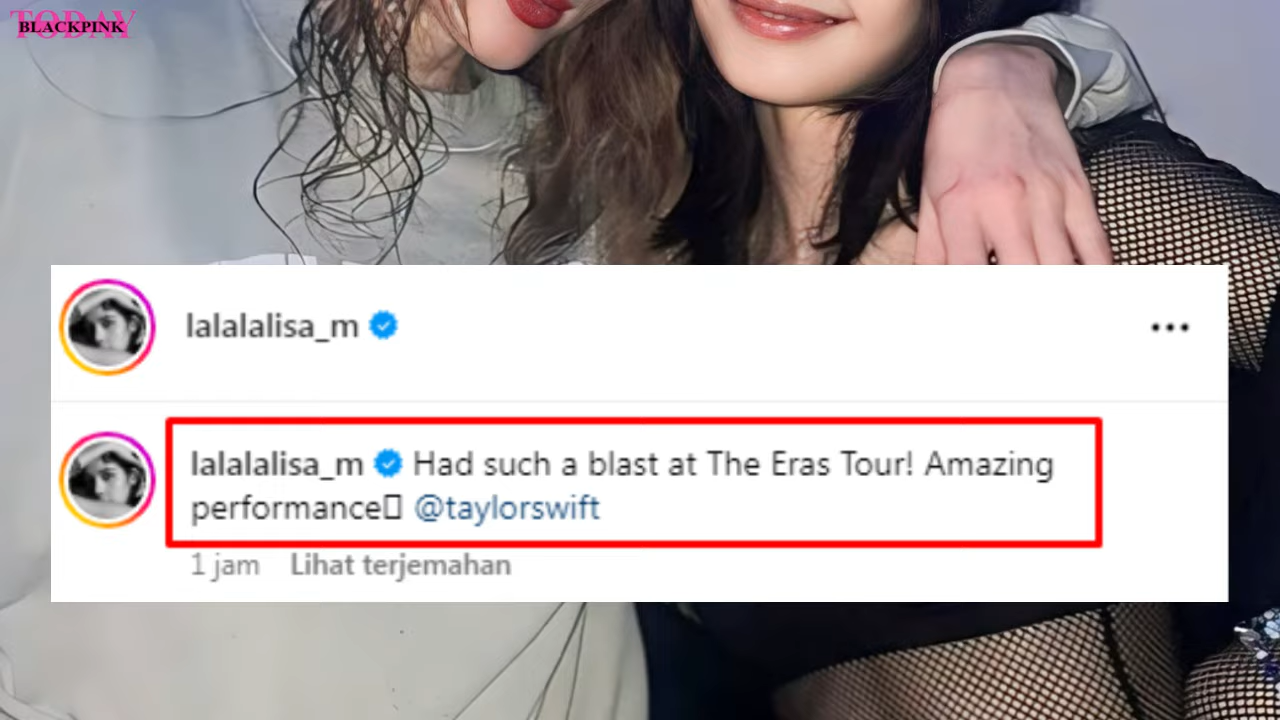 TODAY
BLACKPINK
lalalalisa_m
lalalalisa_m Had such a blast at The Eras Tour! Amazing
performance▯ @taylorswift
1 jam Lihat terjemahan